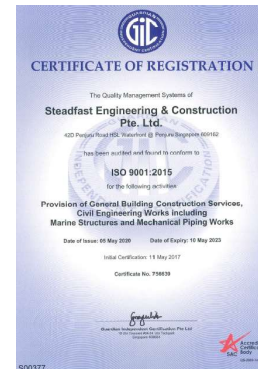 GUARDIAN
GIC
CERTIFICATE OF REGISTRATION
The Quality Management Systems of
Steadfast Engineering & Construction
Pte. Ltd.
42D Penjuru Road HSL Waterfront @ Penjuru Singapore 609162
has been audited and found to conform to
ISO 9001:2015
for the following activities
Provision of General Building Construction Services,
Civil Engineering Works including
Marine Structures and Mechanical Piping Works
Date of Issue: 05 May 2020 Date of Expiry: 10 May 2023
Initial Certification: 11 May 2017
Certificate No. F56639
Guardian Independent Certification Pte Ltd
SAC
S00377